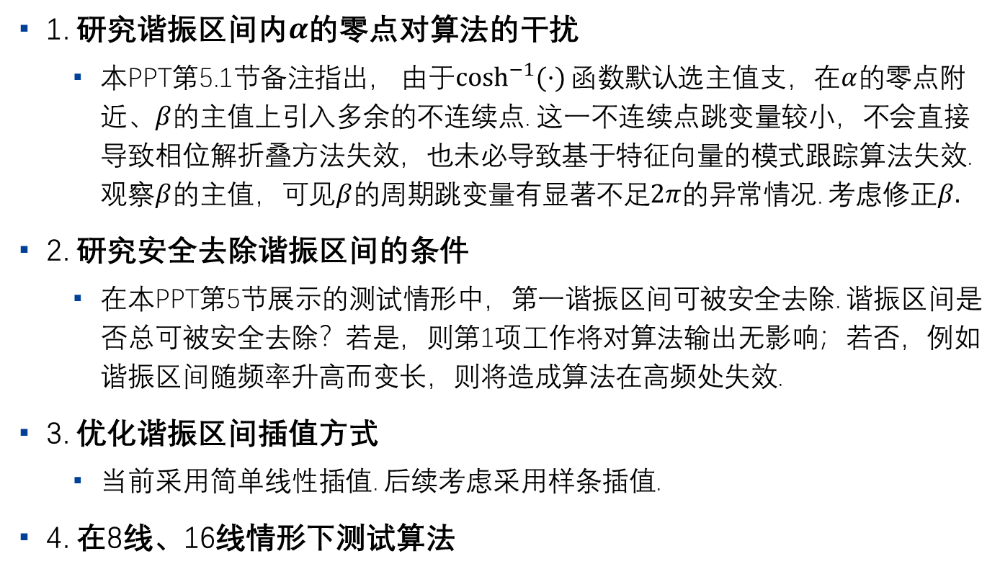 ▪ 1. 研究谐振区间内α的零点对算法的干扰
▪ 本PPT第5.1节备注指出， 由于cosh⁻¹(·) 函数默认选主值支，在α的零点附
近、β的主值上引入多余的不连续点. 这一不连续点跳变量较小，不会直接
导致相位解折叠方法失效，也未必导致基于特征向量的模式跟踪算法失效.
观察β的主值，可见β的周期跳变量有显著不足2π的异常情况. 考虑修正β.
▪ 2. 研究安全去除谐振区间的条件
▪ 在本PPT第5节展示的测试情形中，第一谐振区间可被安全去除. 谐振区间是
否总可被安全去除？若是，则第1项工作将对算法输出无影响；若否，例如
谐振区间随频率升高而变长，则将造成算法在高频处失效.
▪ 3. 优化谐振区间插值方式
▪ 当前采用简单线性插值. 后续考虑采用样条插值.
▪ 4. 在8线、16线情形下测试算法